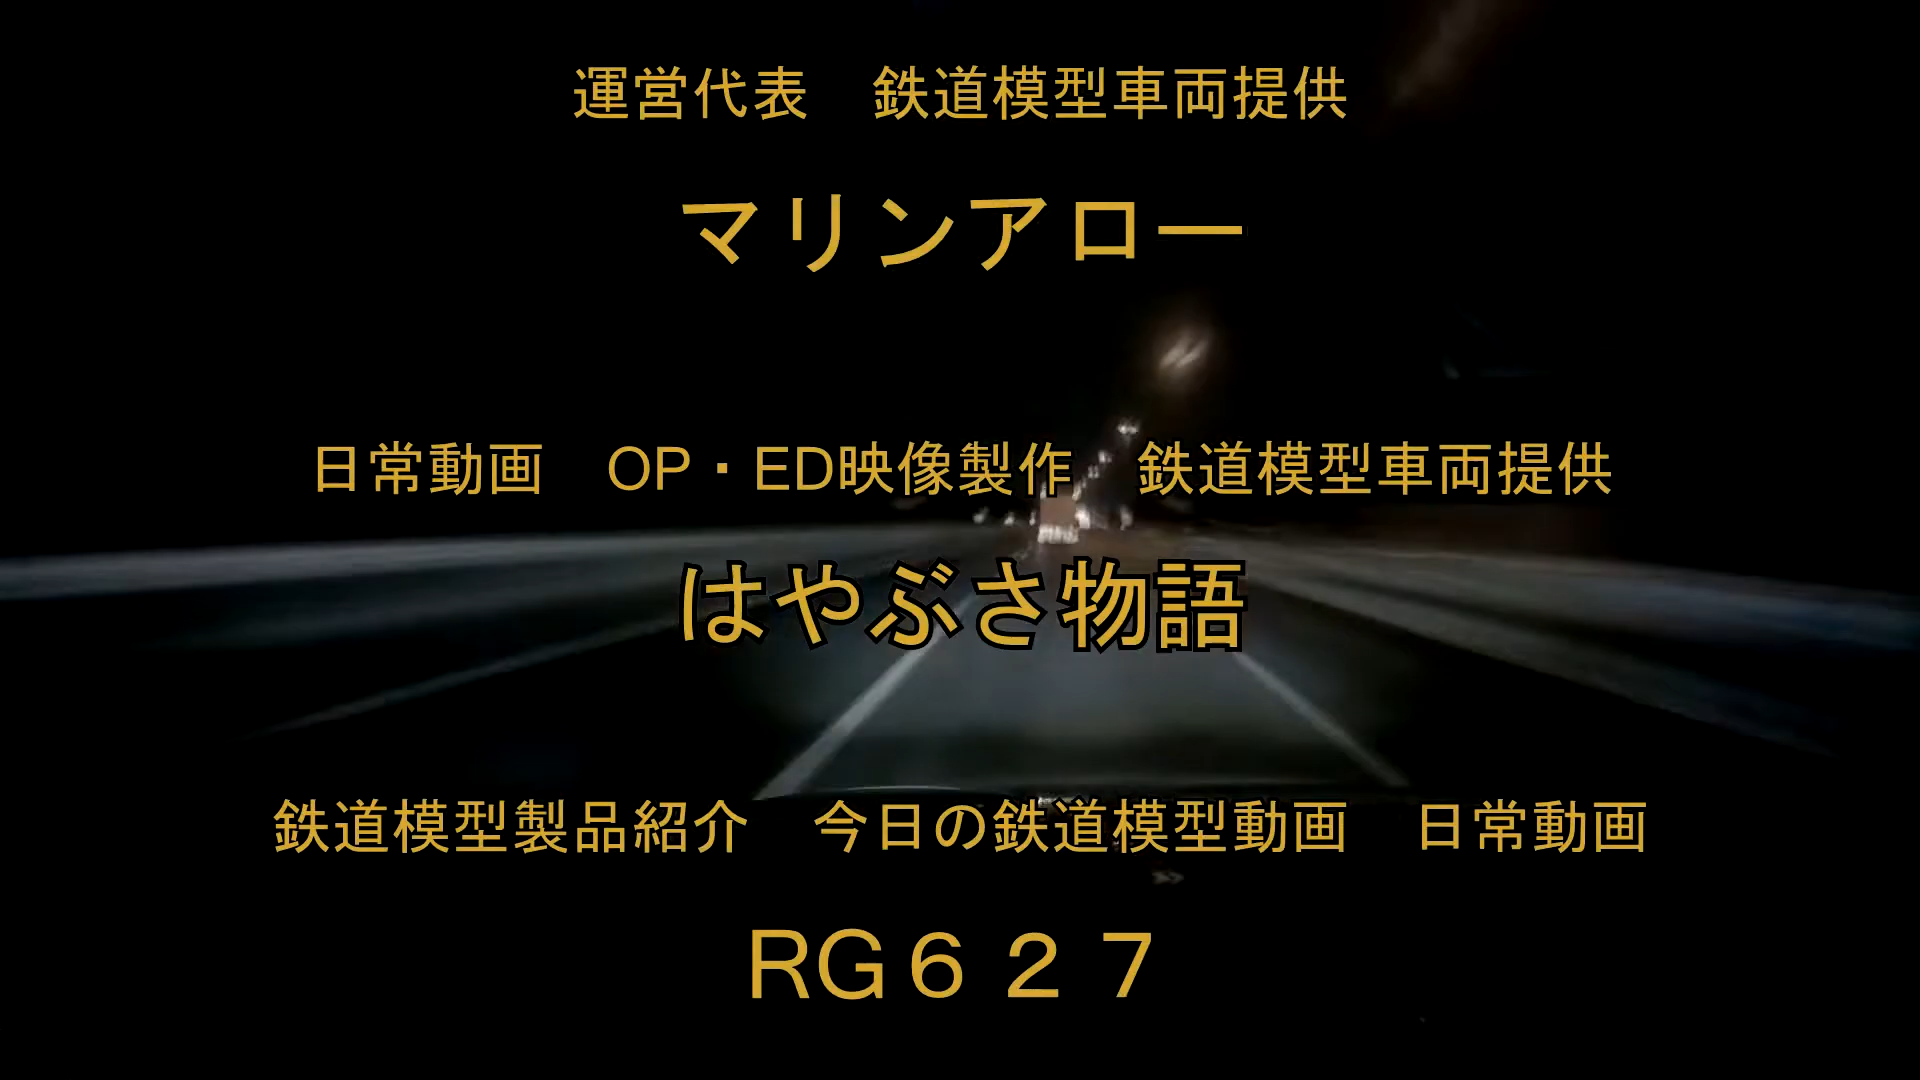 運営代表　鉄道模型車両提供
マリンアロー
日常動画　OP・ED映像製作　鉄道模型車両提供
はやぶさ物語
鉄道模型製品紹介　今日の鉄道模型動画　日常動画
RG６２７